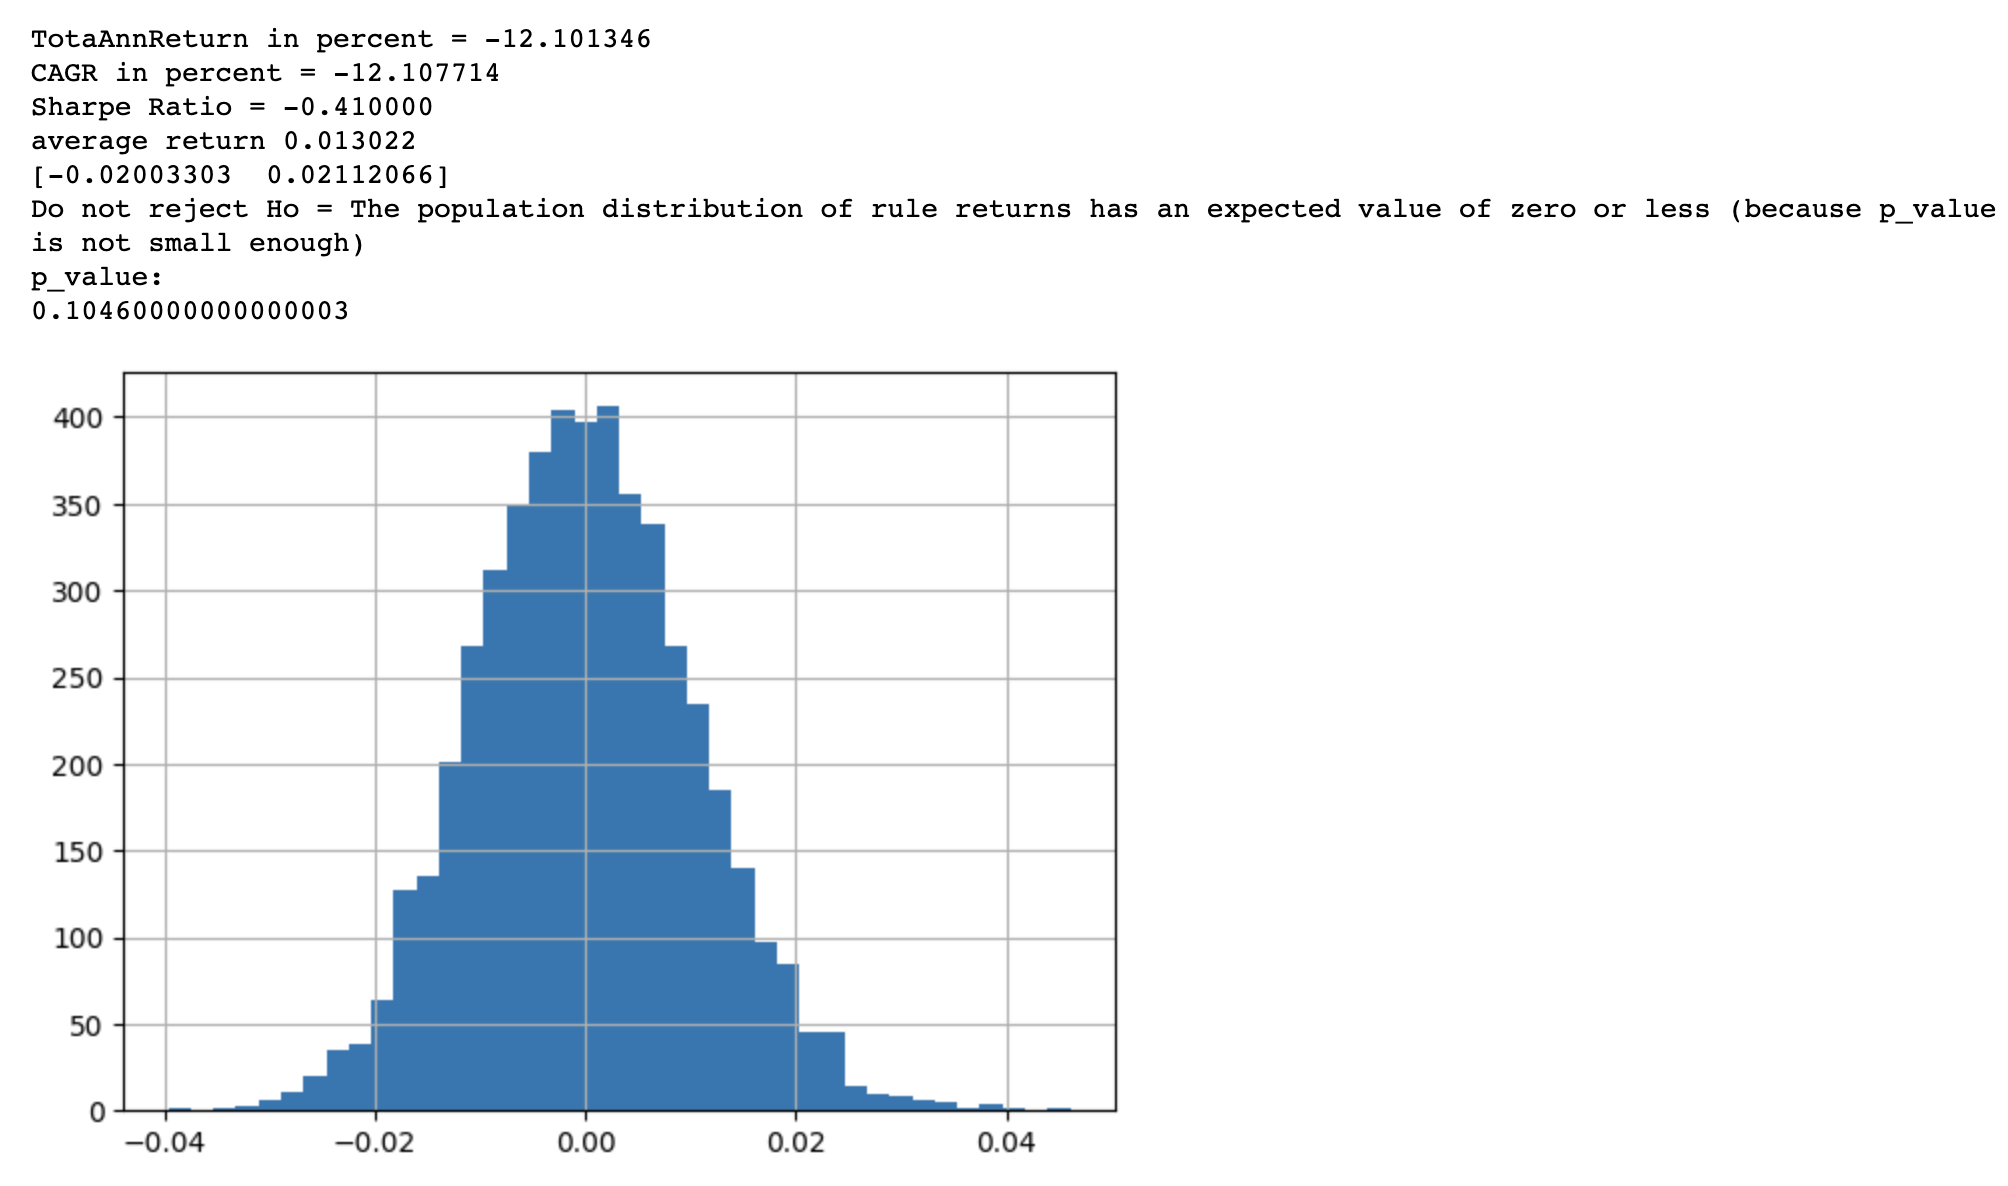 TotaAnnReturn in percent = -12.101346
CAGR in percent = -12.107714
Sharpe Ratio = -0.410000
average return 0.013022
[-0.02003303  0.02112066]
Do not reject Ho = The population distribution of rule returns has an expected value of zero or less (because p_value
is not small enough)
p_value:
0.10460000000000003
400
350
300
250
200
150
100
50
0
−0.04 −0.02 0.00 0.02 0.04